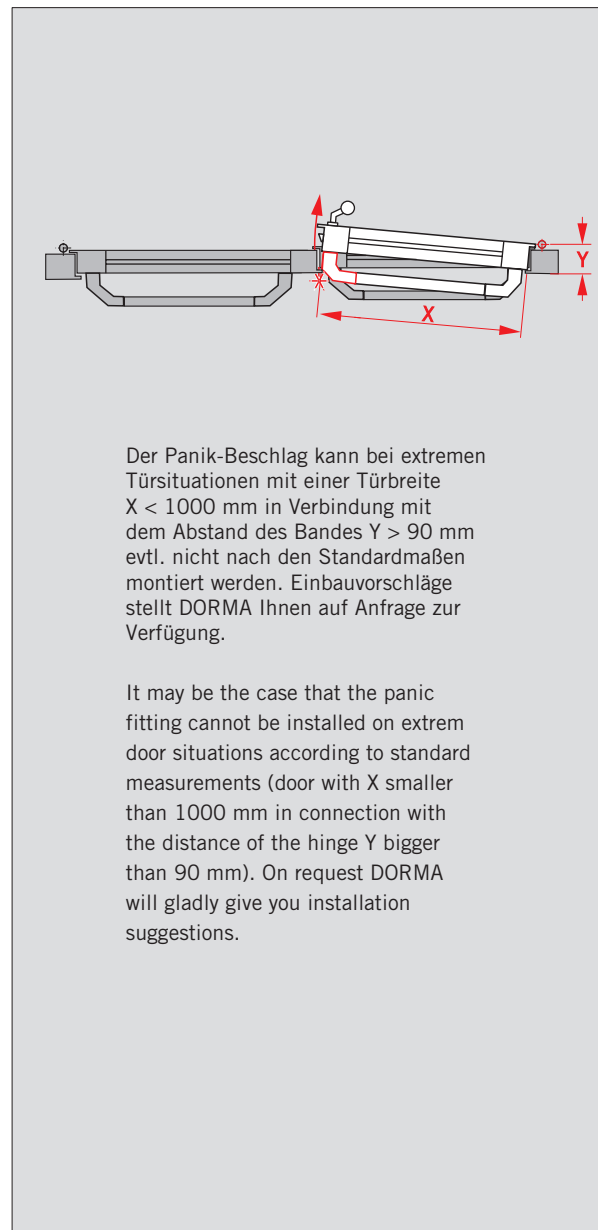 Y
X
Der Panik-Beschlag kann bei extremen
Türsituationen mit einer Türbreite
X < 1000 mm in Verbindung mit
dem Abstand des Bandes Y > 90 mm
evtl. nicht nach den Standardmaßen
montiert werden. Einbauvorschläge
stellt DORMA Ihnen auf Anfrage zur
Verfügung.
It may be the case that the panic
fitting cannot be installed on extrem
door situations according to standard
measurements (door with X smaller
than 1000 mm in connection with
the distance of the hinge Y bigger
than 90 mm). On request DORMA
will gladly give you installation
suggestions.